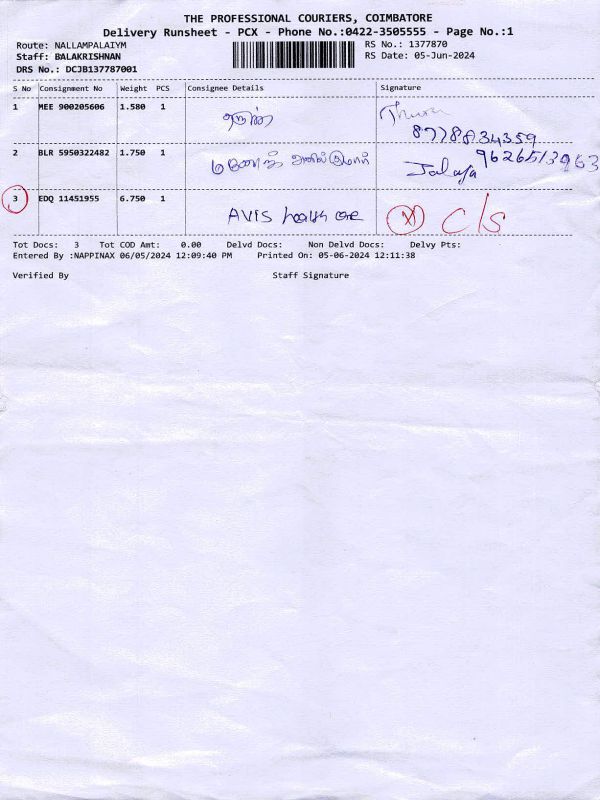 THE PROFESSIONAL COURIERS, COIMBATORE
Delivery Runsheet - PCX - Phone No.:0422-3505555 - Page No.:1
Route: NALLAMPALAIYM
RS No.: 1377870
Staff: BALAKRISHNAN
RS Date: 05-Jun-2024
DRS No.: DCJB137787001
S No Consignment No Weight PCS Consignee Details Signature
1 MEE 900205606 1.580 1
8778834359
2 BLR 5950322482 1.750 1
9626513963
Jalaja
3 EDQ 11451955 6.750 1 AVIS health care C/S
Tot Docs: 3 Tot COD Amt: 0.00 Delvd Docs: Non Delvd Docs: Delvy Pts:
Entered By :NAPPINAX 06/05/2024 12:09:40 PM Printed On: 05-06-2024 12:11:38
Verified By Staff Signature